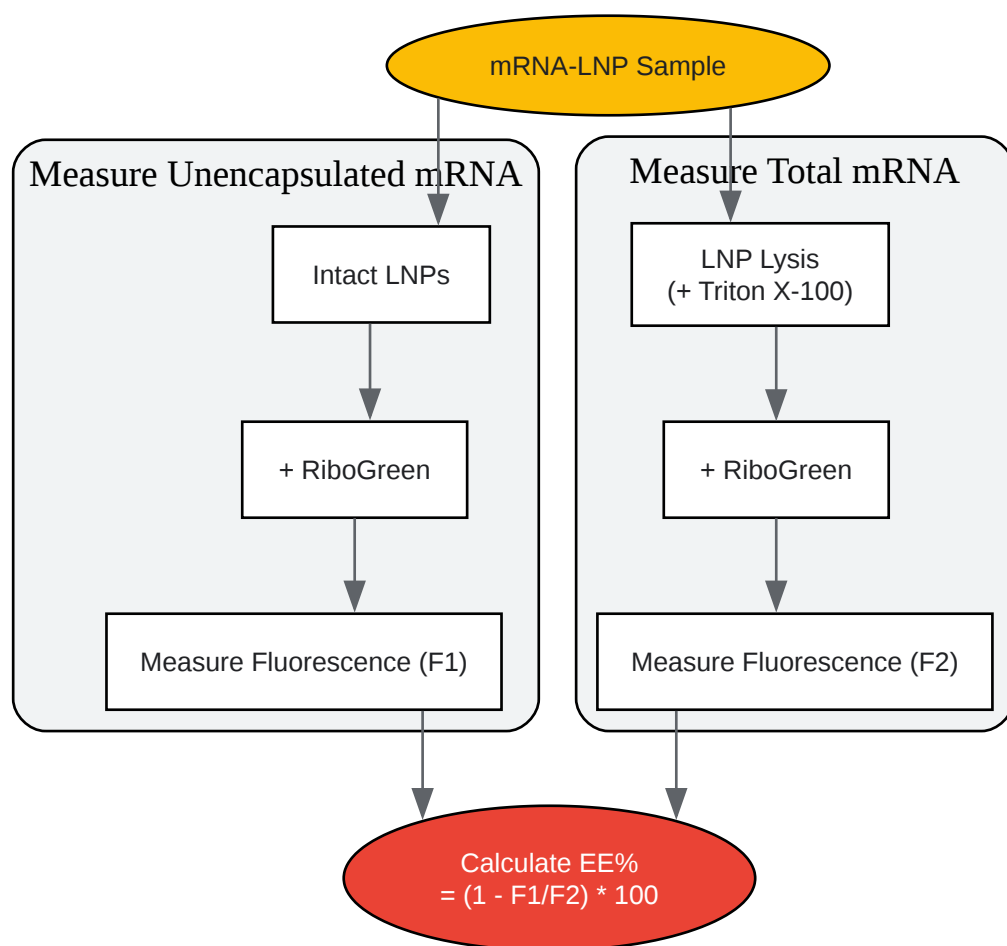 mRNA-LNP Sample
Measure Unencapsulated mRNA
Intact LNPs
+ RiboGreen
Measure Fluorescence (F1)
Measure Total mRNA
LNP Lysis
(+ Triton X-100)
+ RiboGreen
Measure Fluorescence (F2)
Calculate EE%
= (1 - F1/F2) * 100